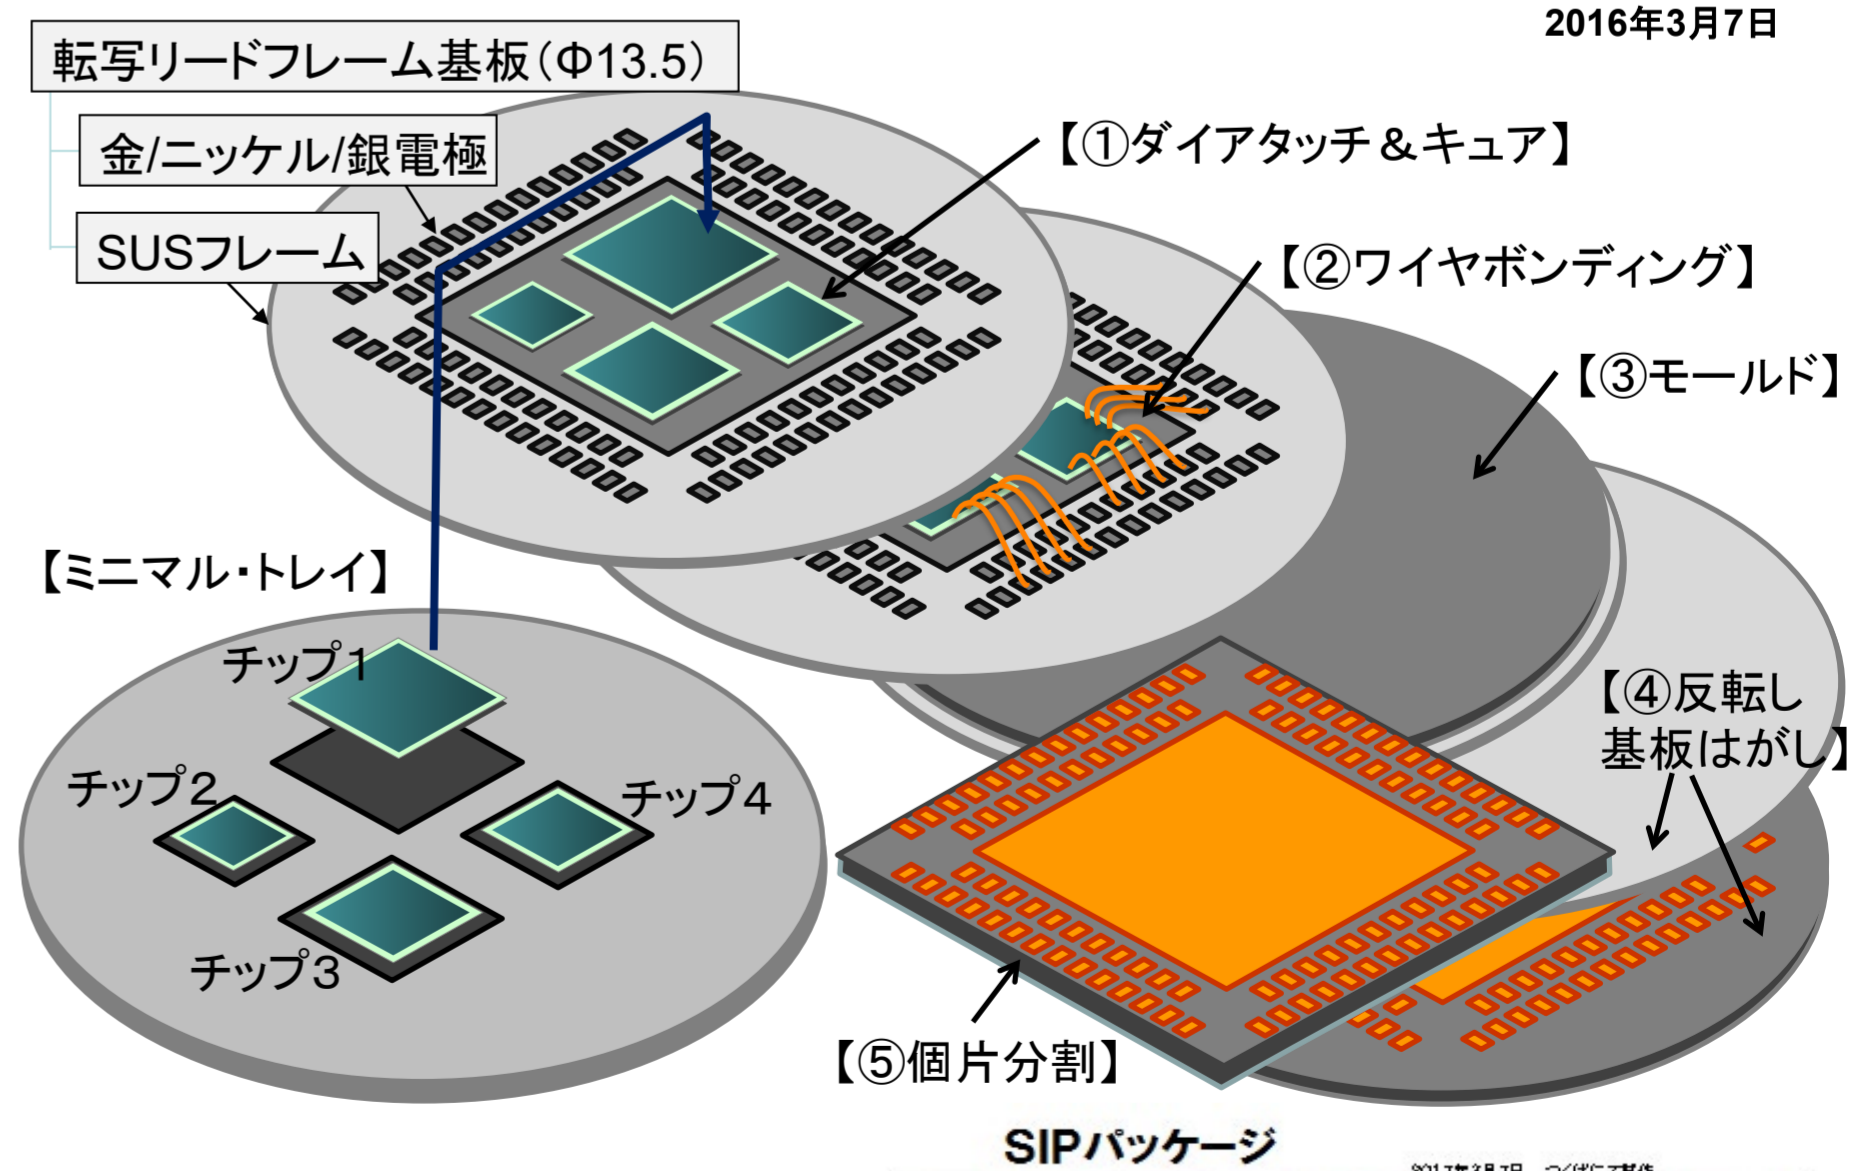 2016年3月7日
転写リードフレーム基板(Φ13.5)
金/ニッケル/銀電極
SUSフレーム
【①ダイアタッチ&キュア】
【②ワイヤボンディング】
【③モールド】
【ミニマル・トレイ】
チップ1
チップ2
チップ4
チップ3
【④反転し
基板はがし】
【⑤個片分割】
SIPパッケージ